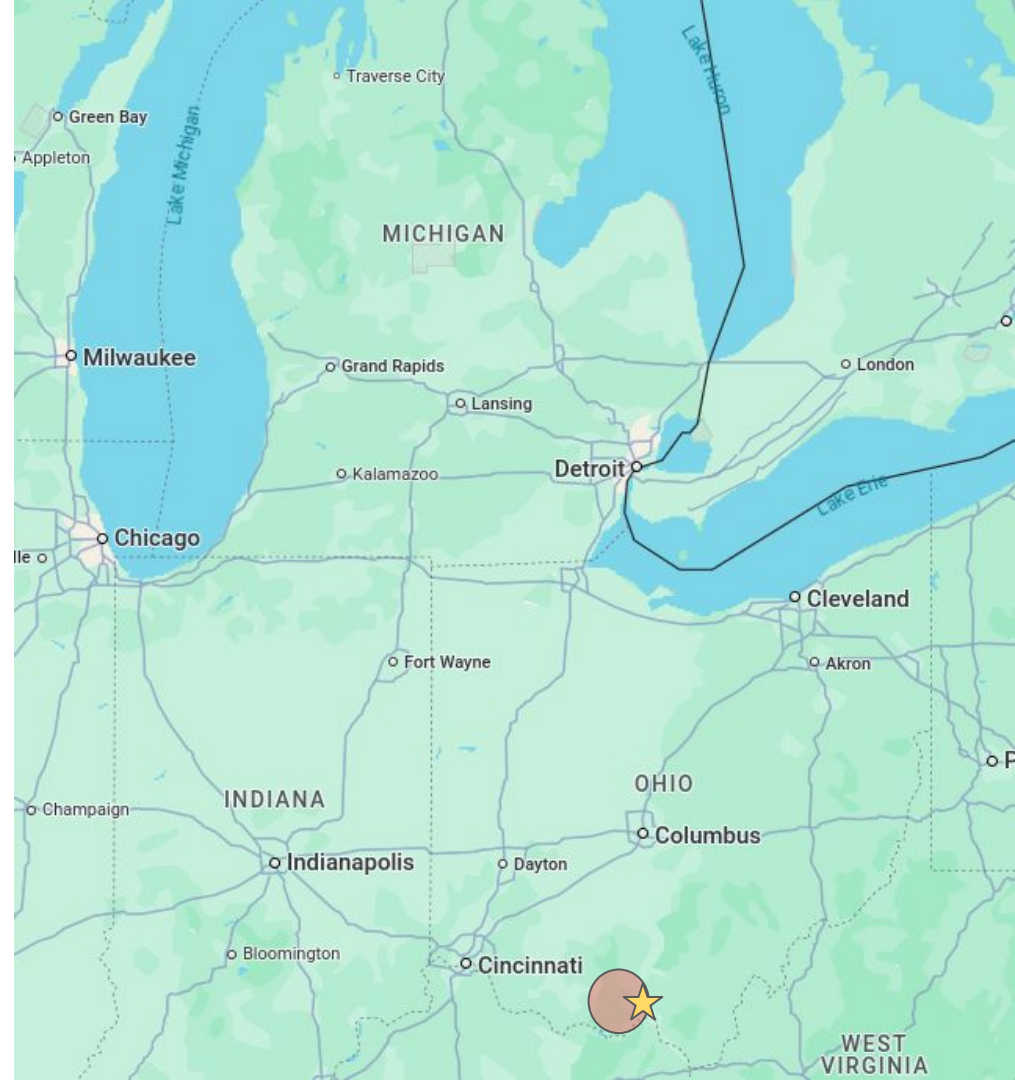 Traverse City
Lake Huron
Green Bay
Appleton
Lake Michigan
MICHIGAN
Milwaukee
Grand Rapids
London
Lansing
Detroit
Kalamazoo
Lake Erie
Chicago
lle
Cleveland
Fort Wayne
Akron
P
OHIO
INDIANA
Champaign
Columbus
Indianapolis
Dayton
Bloomington
Cincinnati
WEST
VIRGINIA